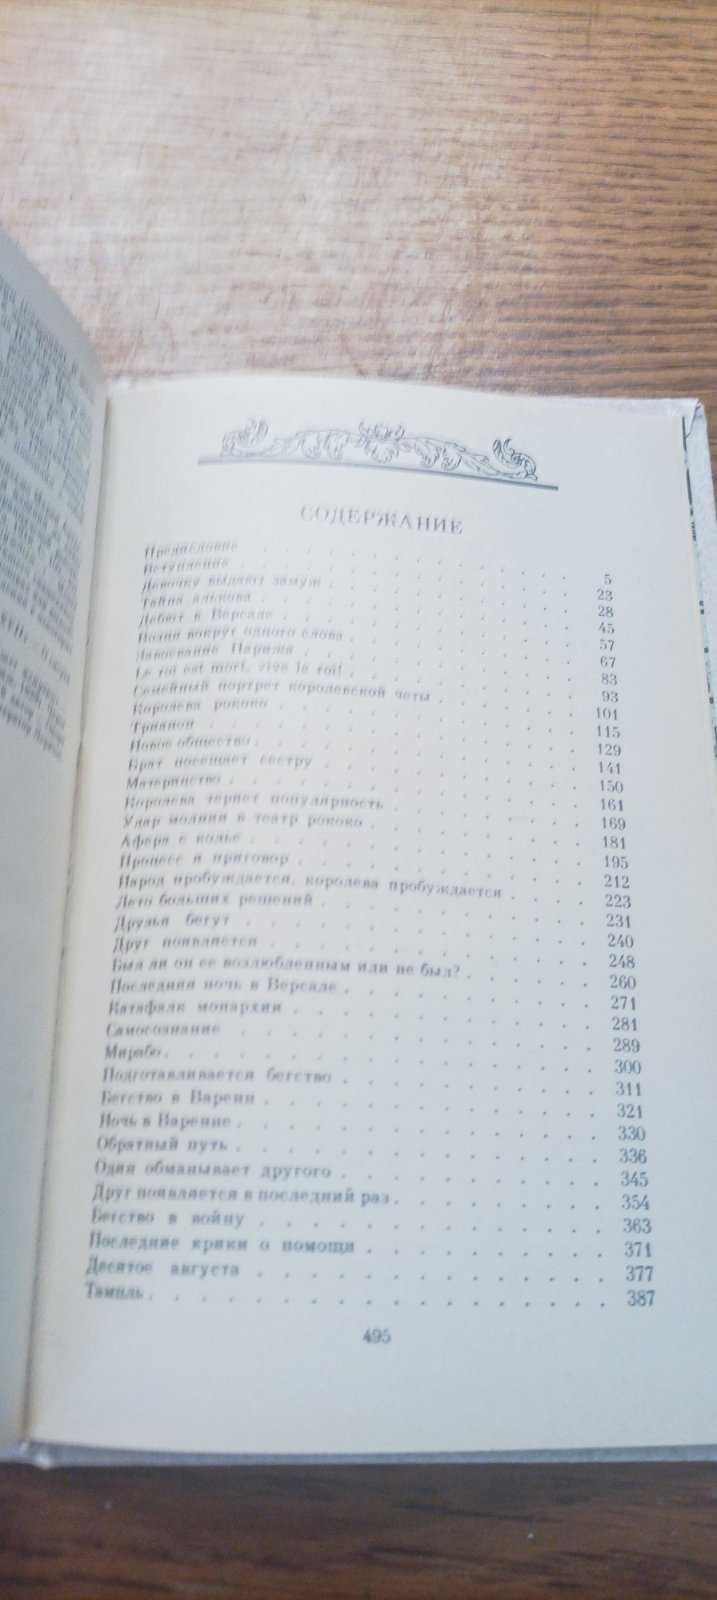 СОДЕРЖАНИЕ
Предисловие . . . . . . . . . . . . 5
Вступление . . . . . . . . . . . . 23
Девочку выдают замуж . . . . . . . . . . 28
Тайна алькова . . . . . . . . . . . . 45
Дебют в Версале . . . . . . . . . . . 57
Возня вокруг одного слова . . . . . . . . . 67
Завоевание Парижа . . . . . . . . . . 83
Le roi est mort, vive le roi! . . . . . . . . . 93
Семейный портрет королевской четы . . . . . . 101
Королева рококо . . . . . . . . . . . 115
Трианон . . . . . . . . . . . . . 129
Новое общество . . . . . . . . . . . . 141
Брат посещает сестру . . . . . . . . . . 150
Материнство . . . . . . . . . . . . 161
Королева теряет популярность . . . . . . . 169
Удар молнии в театр рококо . . . . . . . . 181
Афера с колье . . . . . . . . . . . . 195
Процесс и приговор . . . . . . . . . . 212
Народ пробуждается, королева пробуждается . . . . 223
Лето больших решений . . . . . . . . . . 231
Друзья бегут . . . . . . . . . . . . 240
Друг появляется . . . . . . . . . . . 248
Был ли он ее возлюбленным или не был? . . . . . 260
Последняя ночь в Версале . . . . . . . . . 271
Катафалк монархии . . . . . . . . . . . 281
Самосознание . . . . . . . . . . . . 289
Мирабо . . . . . . . . . . . . . . 300
Подготавливается бегство . . . . . . . . . 311
Бегство в Варенн . . . . . . . . . . . 321
Ночь в Варенне . . . . . . . . . . . . 330
Обратный путь . . . . . . . . . . . . 336
Один обманывает другого . . . . . . . . . 345
Друг появляется в последний раз . . . . . . . 354
Бегство в войну . . . . . . . . . . . . 363
Последние крики о помощи . . . . . . . . . 371
Десятое августа . . . . . . . . . . . . 377
Тампль . . . . . . . . . . . . . . 387
495